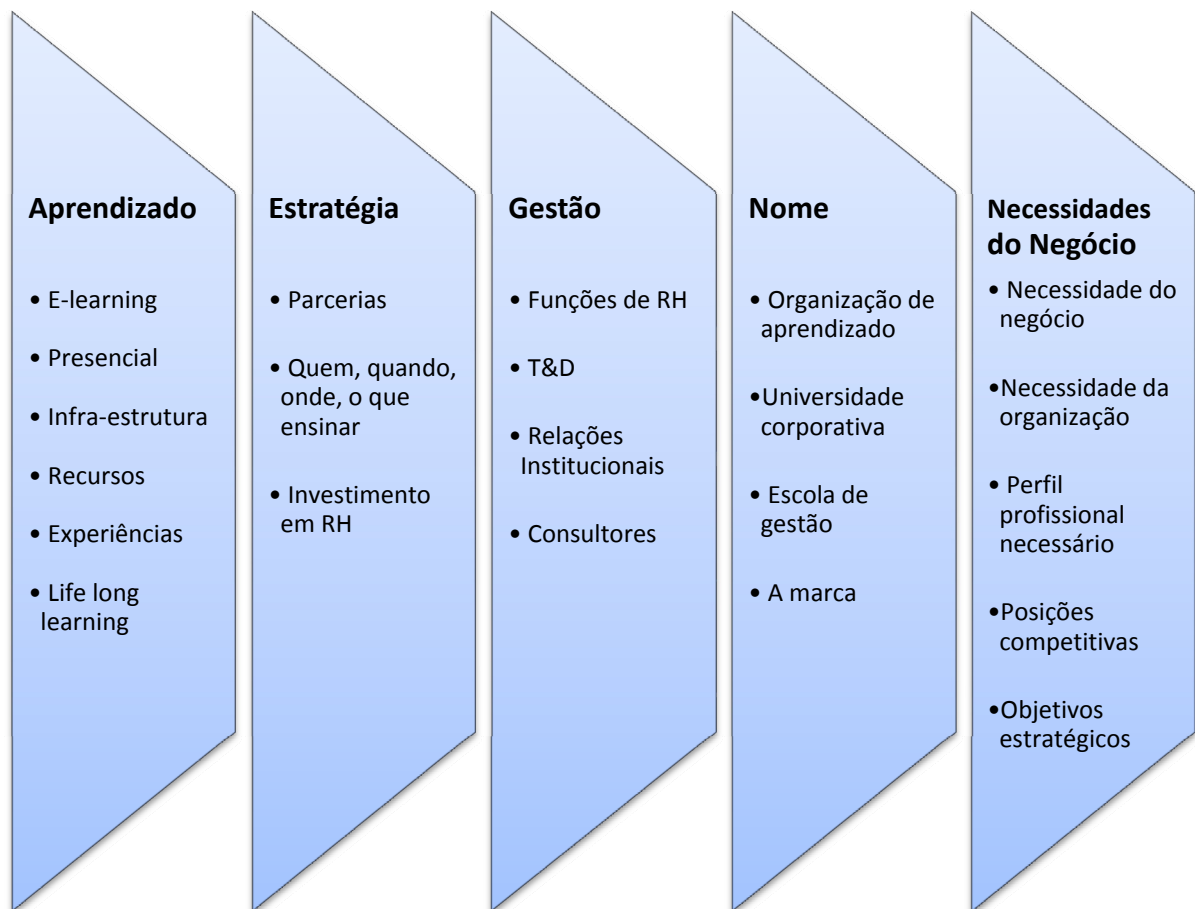 Aprendizado
• E-learning
• Presencial
• Infra-estrutura
• Recursos
• Experiências
• Life long
learning
Estratégia
• Parcerias
• Quem, quando,
onde, o que
ensinar
• Investimento
em RH
Gestão
• Funções de RH
• T&D
• Relações
Institucionais
• Consultores
Nome
• Organização de
aprendizado
•Universidade
corporativa
• Escola de
gestão
• A marca
Necessidades
do Negócio
• Necessidade do
negócio
•Necessidade da
organização
• Perfil
profissional
necessário
•Posições
competitivas
•Objetivos
estratégicos